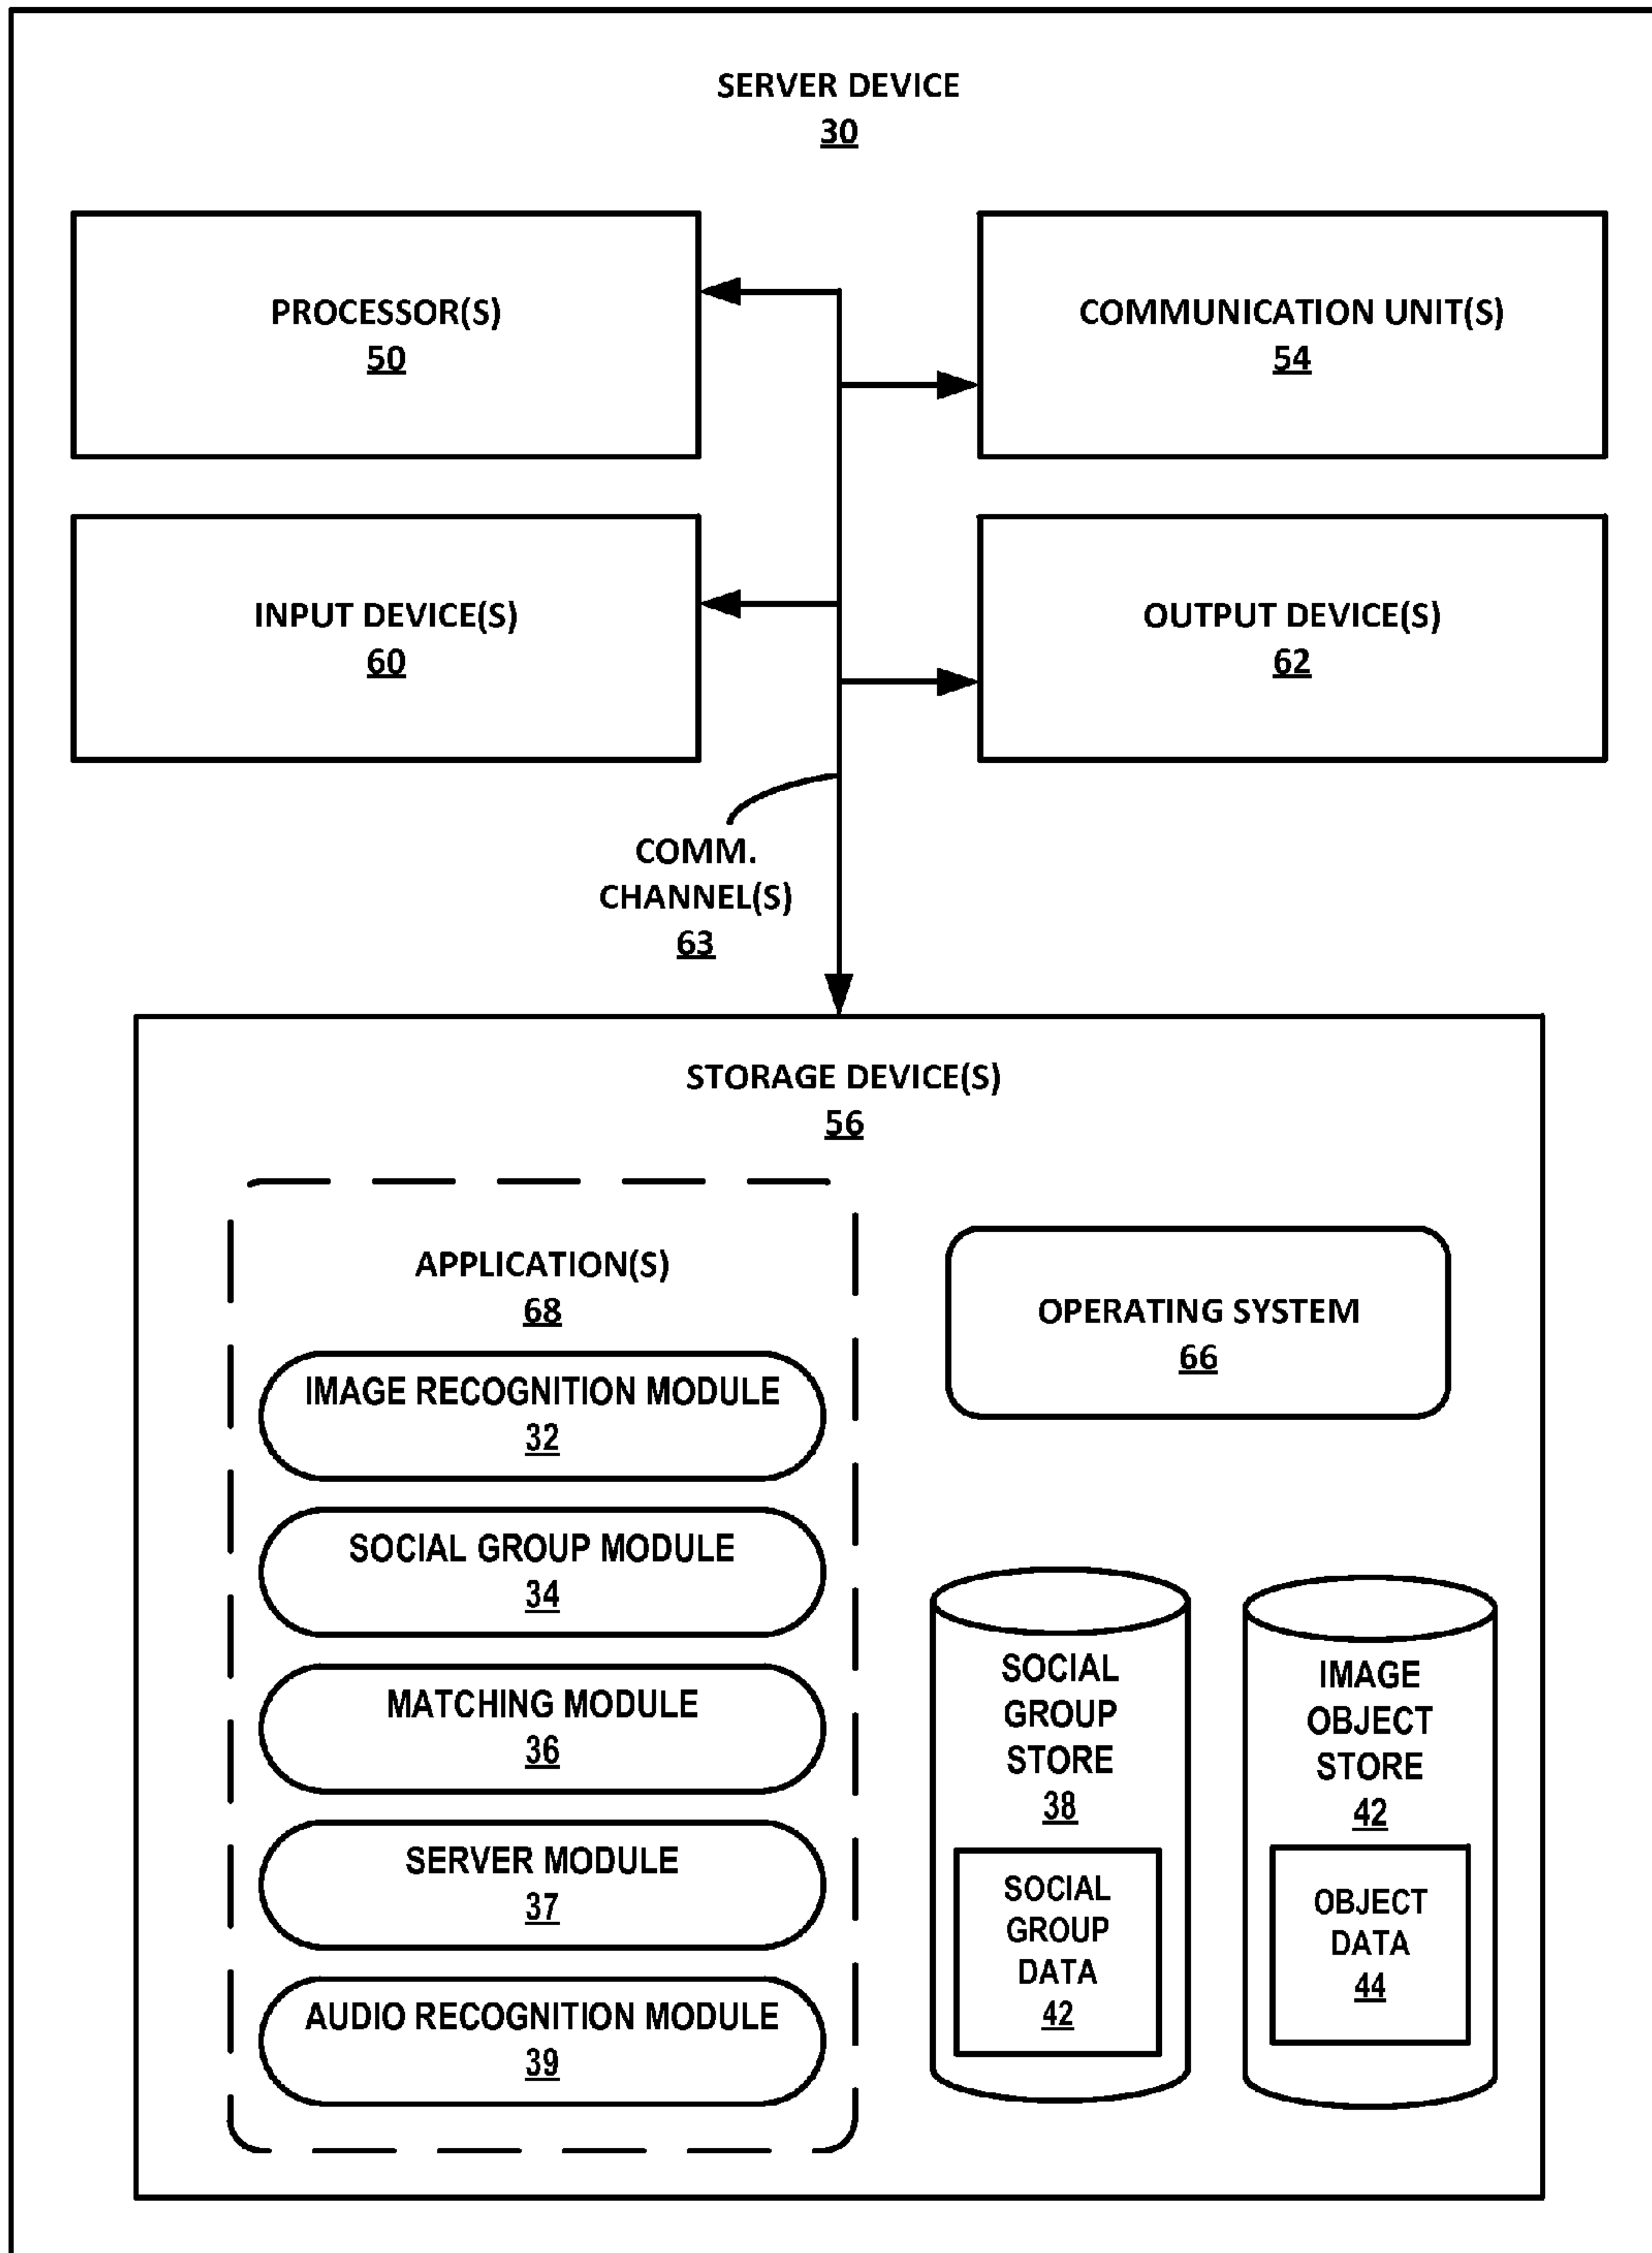 SERVER DEVICE
30
PROCESSOR(S)
50
COMMUNICATION UNIT(S)
54
INPUT DEVICE(S)
60
OUTPUT DEVICE(S)
62
COMM.
CHANNEL(S)
63
STORAGE DEVICE(S)
56
APPLICATION(S)
68
IMAGE RECOGNITION MODULE
32
SOCIAL GROUP MODULE
34
MATCHING MODULE
36
SERVER MODULE
37
AUDIO RECOGNITION MODULE
39
OPERATING SYSTEM
66
SOCIAL
GROUP
STORE
38
SOCIAL
GROUP
DATA
42
IMAGE
OBJECT
STORE
42
OBJECT
DATA
44